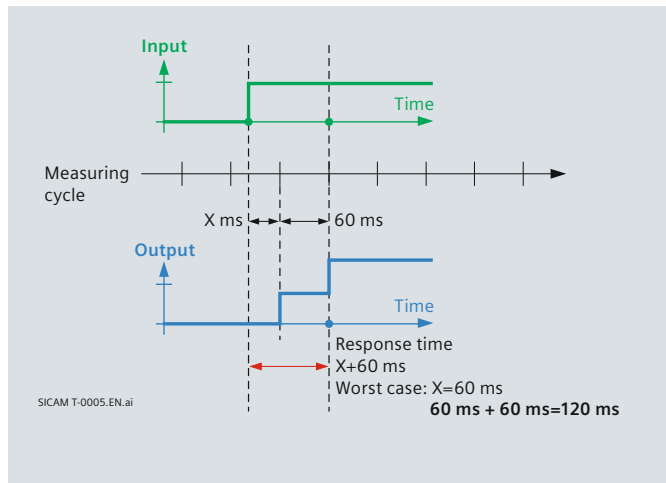 Input
Time
Measuring
cycle
X ms
60 ms
Output
Time
Response time
X+60 ms
Worst case: X=60 ms
60 ms + 60 ms=120 ms
SICAM T-0005.EN.ai